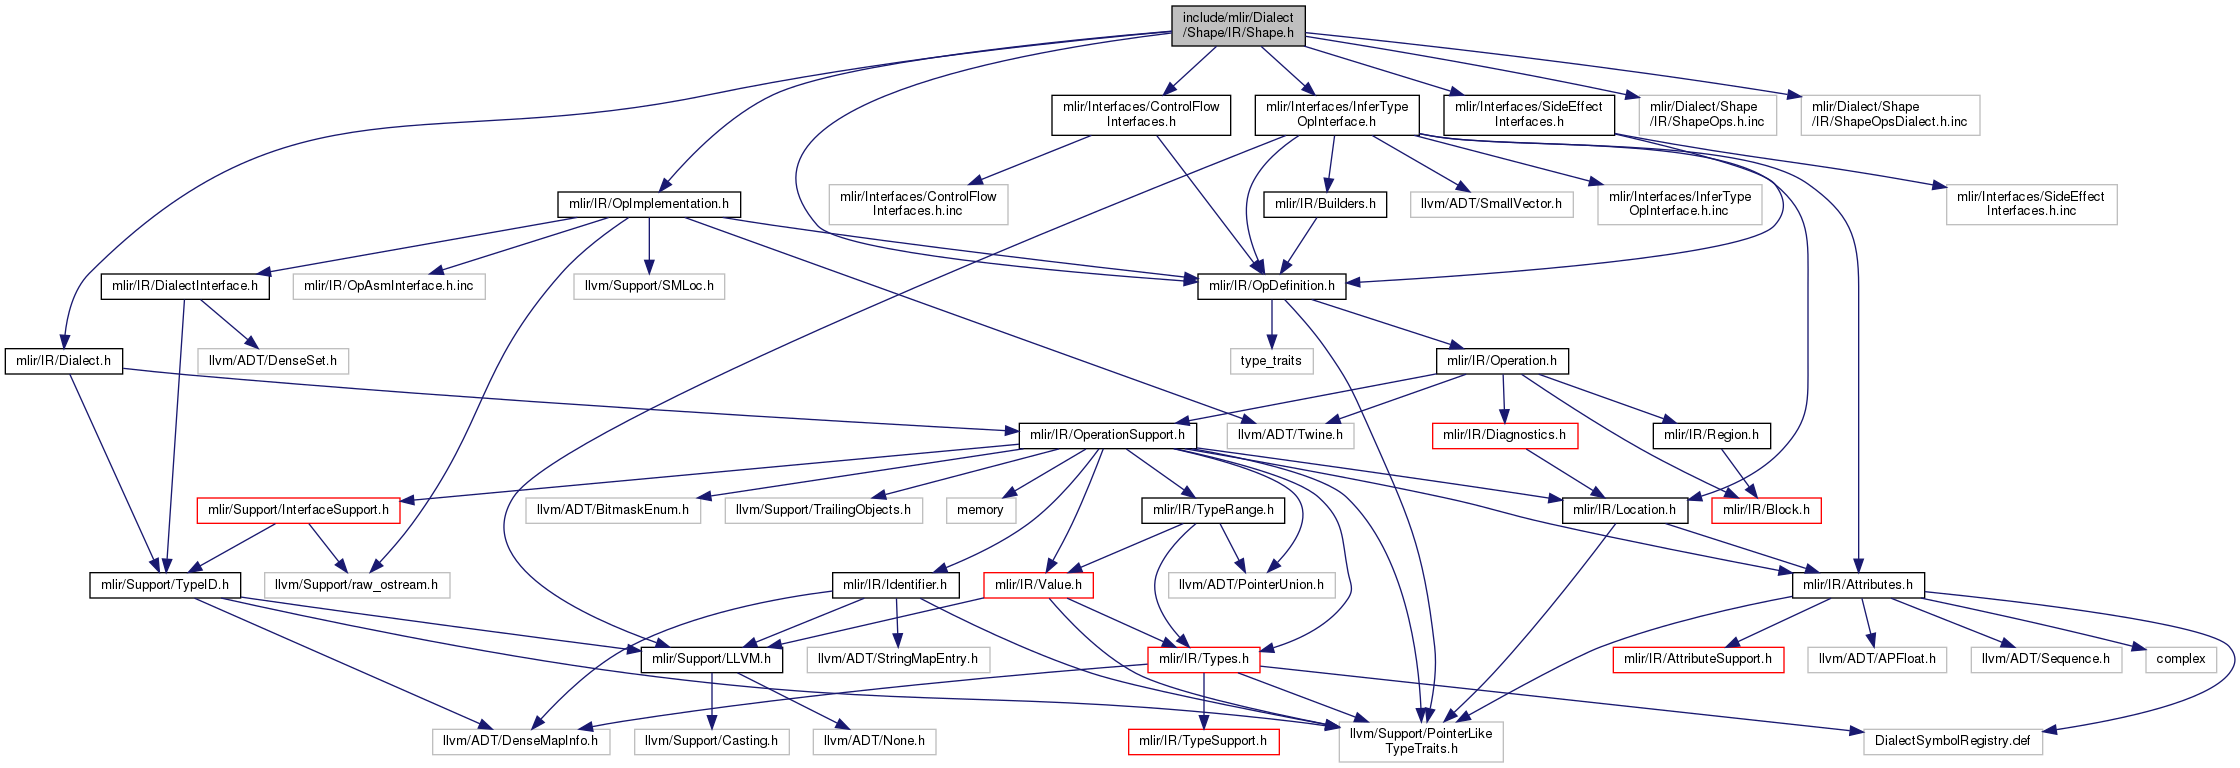 include/mlir/Dialect
/Shape/IR/Shape.h
mlir/Interfaces/ControlFlow
Interfaces.h
mlir/Interfaces/InferType
OpInterface.h
mlir/Interfaces/SideEffect
Interfaces.h
mlir/Dialect/Shape
/IR/ShapeOps.h.inc
mlir/Dialect/Shape
/IR/ShapeOpsDialect.h.inc
mlir/IR/OpImplementation.h
mlir/Interfaces/ControlFlow
Interfaces.h.inc
mlir/IR/Builders.h
llvm/ADT/SmallVector.h
mlir/Interfaces/InferType
OpInterface.h.inc
mlir/Interfaces/SideEffect
Interfaces.h.inc
mlir/IR/DialectInterface.h
mlir/IR/OpAsmInterface.h.inc
llvm/Support/SMLoc.h
mlir/IR/OpDefinition.h
mlir/IR/Dialect.h
llvm/ADT/DenseSet.h
type_traits
mlir/IR/Operation.h
mlir/IR/OperationSupport.h
llvm/ADT/Twine.h
mlir/IR/Diagnostics.h
mlir/IR/Region.h
mlir/Support/InterfaceSupport.h
llvm/ADT/BitmaskEnum.h
llvm/Support/TrailingObjects.h
memory
mlir/IR/TypeRange.h
mlir/IR/Location.h
mlir/IR/Block.h
mlir/Support/TypeID.h
llvm/Support/raw_ostream.h
mlir/IR/Identifier.h
mlir/IR/Value.h
llvm/ADT/PointerUnion.h
mlir/IR/Attributes.h
mlir/Support/LLVM.h
llvm/ADT/StringMapEntry.h
mlir/IR/Types.h
mlir/IR/AttributeSupport.h
llvm/ADT/APFloat.h
llvm/ADT/Sequence.h
complex
llvm/ADT/DenseMapInfo.h
llvm/Support/Casting.h
llvm/ADT/None.h
mlir/IR/TypeSupport.h
llvm/Support/PointerLike
TypeTraits.h
DialectSymbolRegistry.def